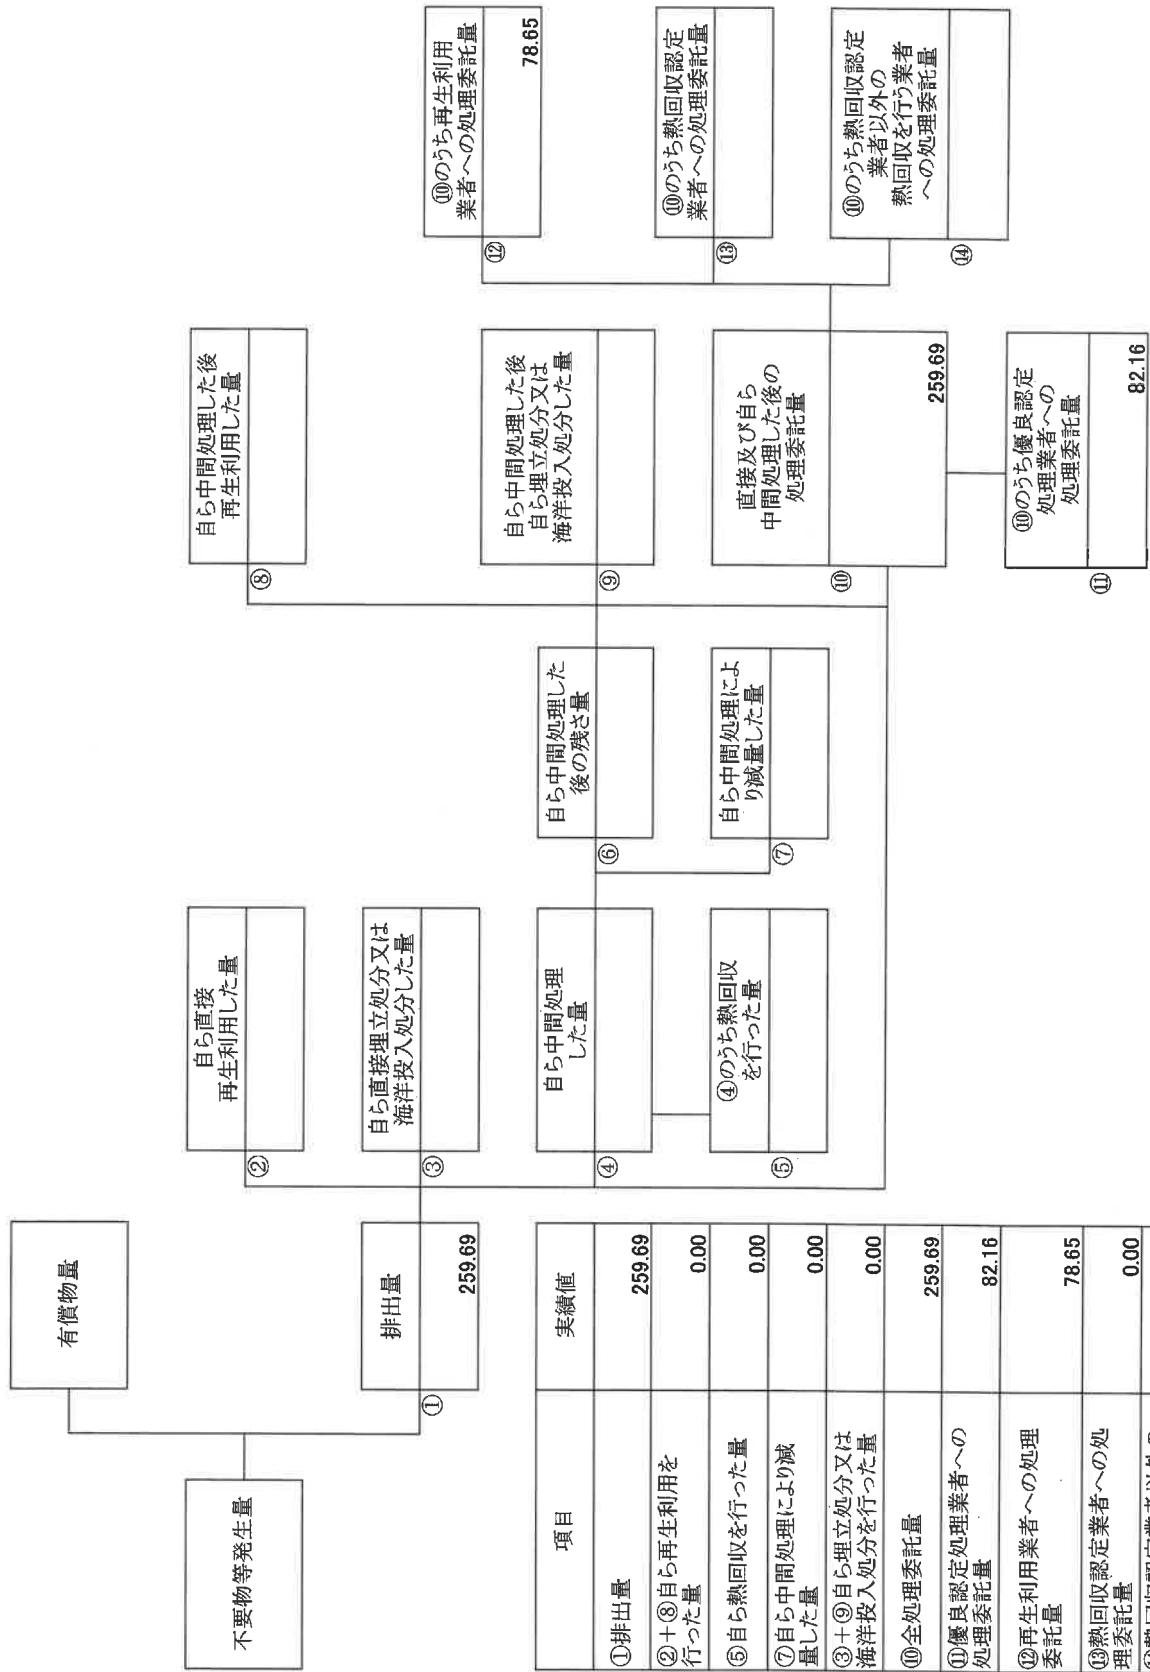 不要物等発生量
有償物量
①
排出量
259.69
②
自ら直接
再生利用した量
③
自ら直接埋立処分又は
海洋投入処分した量
④
自ら中間処理
した量
⑤
④のうち熱回収
を行った量
⑥
自ら中間処理した
後の残さ量
⑦
自ら中間処理によ
り減量した量
⑧
自ら中間処理した後
再生利用した量
⑨
自ら中間処理した後
自ら埋立処分又は
海洋投入処分した量
⑩
直接及び自ら
中間処理した後の
処理委託量
259.69
⑪
⑩のうち優良認定
処理業者への
処理委託量
82.16
⑫
⑩のうち再生利用
業者への処理委託量
78.65
⑬
⑩のうち熱回収認定
業者への処理委託量
⑭
⑩のうち熱回収認定
業者以外の
熱回収を行う業者
への処理委託量
項目
実績値
①排出量
259.69
②+⑧自ら再生利用を
行った量
0.00
⑤自ら熱回収を行った量
0.00
⑦自ら中間処理により減
量した量
0.00
③+⑨自ら埋立処分又は
海洋投入処分を行った量
0.00
⑩全処理委託量
259.69
⑪優良認定処理業者への
処理委託量
82.16
⑫再生利用業者への処理
委託量
78.65
⑬熱回収認定業者への処
理委託量
0.00